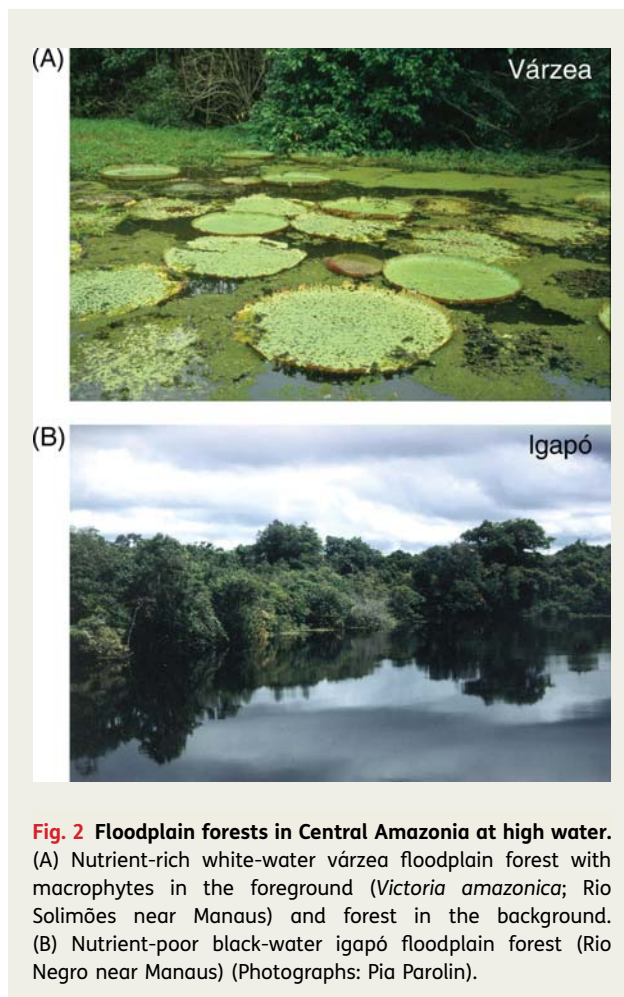 (A)
Várzea
(B)
Igapó
Fig. 2 Floodplain forests in Central Amazonia at high water.
(A) Nutrient-rich white-water várzea floodplain forest with
macrophytes in the foreground (Victoria amazonica; Rio
Solimões near Manaus) and forest in the background.
(B) Nutrient-poor black-water igapó floodplain forest (Rio
Negro near Manaus) (Photographs: Pia Parolin).